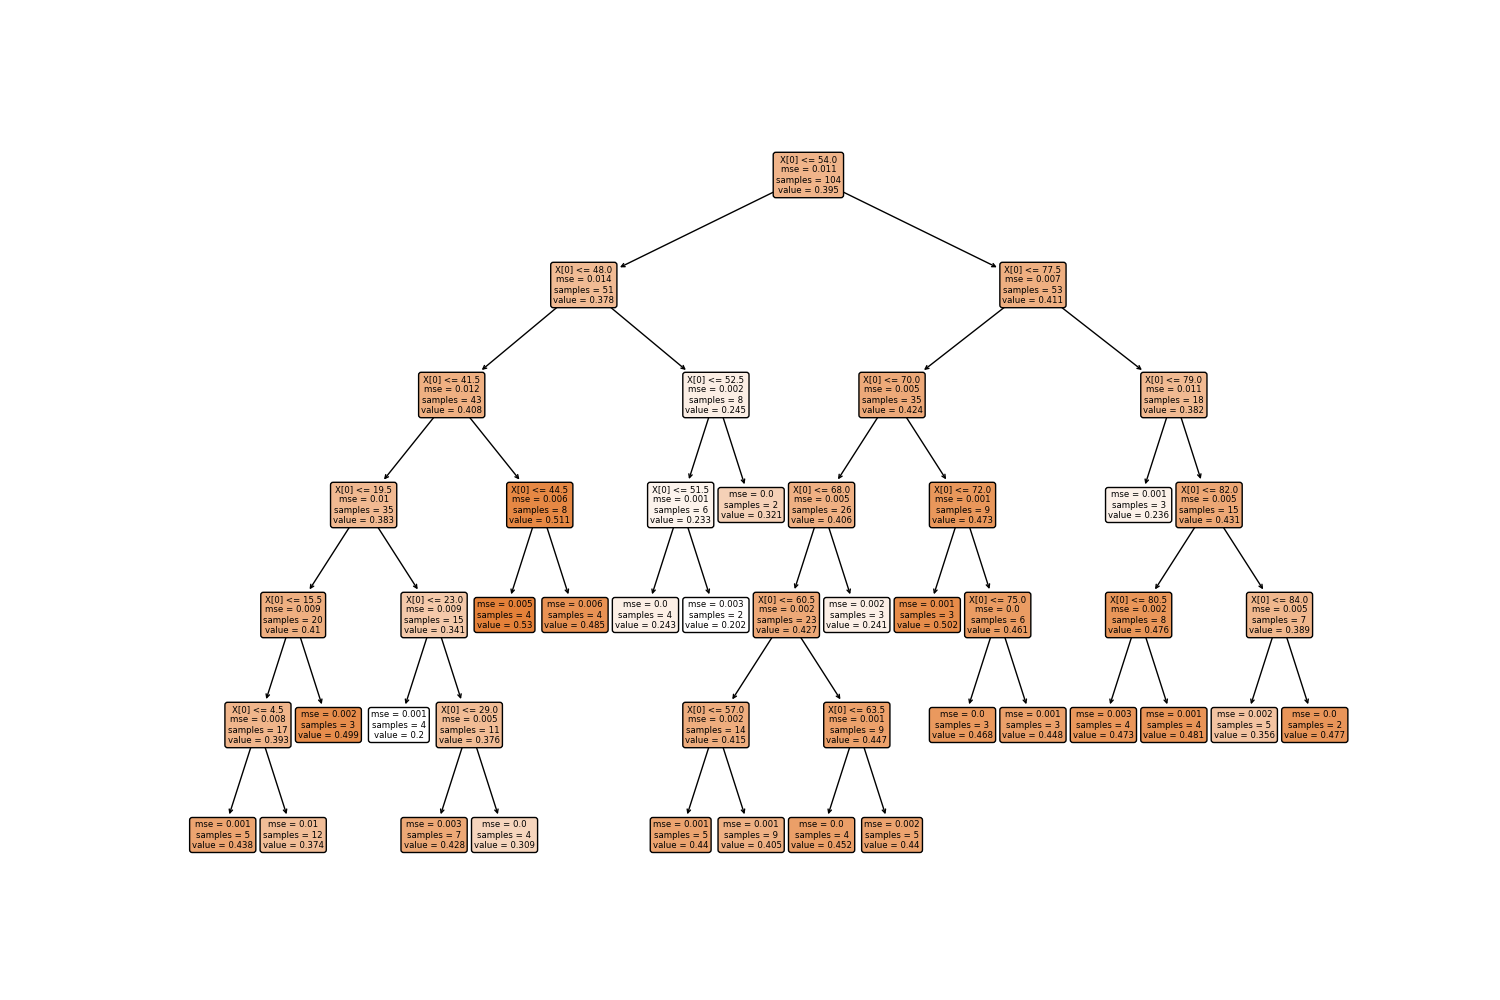 X[0] <= 54.0
mse = 0.011
samples = 104
value = 0.395
X[0] <= 48.0
mse = 0.014
samples = 51
value = 0.378
X[0] <= 77.5
mse = 0.007
samples = 53
value = 0.411
X[0] <= 41.5
mse = 0.012
samples = 43
value = 0.408
X[0] <= 52.5
mse = 0.002
samples = 8
value = 0.245
X[0] <= 70.0
mse = 0.005
samples = 35
value = 0.424
X[0] <= 79.0
mse = 0.011
samples = 18
value = 0.382
X[0] <= 19.5
mse = 0.01
samples = 35
value = 0.383
X[0] <= 44.5
mse = 0.006
samples = 8
value = 0.511
X[0] <= 51.5
mse = 0.001
samples = 6
value = 0.233
mse = 0.0
samples = 2
value = 0.321
X[0] <= 68.0
mse = 0.005
samples = 26
value = 0.406
X[0] <= 72.0
mse = 0.001
samples = 9
value = 0.473
mse = 0.001
samples = 3
value = 0.236
X[0] <= 82.0
mse = 0.005
samples = 15
value = 0.431
X[0] <= 15.5
mse = 0.009
samples = 20
value = 0.41
X[0] <= 23.0
mse = 0.009
samples = 15
value = 0.341
mse = 0.005
samples = 4
value = 0.53
mse = 0.006
samples = 4
value = 0.485
mse = 0.0
samples = 4
value = 0.243
mse = 0.003
samples = 2
value = 0.202
X[0] <= 60.5
mse = 0.002
samples = 23
value = 0.427
mse = 0.002
samples = 3
value = 0.241
mse = 0.001
samples = 3
value = 0.502
X[0] <= 75.0
mse = 0.0
samples = 6
value = 0.461
X[0] <= 80.5
mse = 0.002
samples = 8
value = 0.476
X[0] <= 84.0
mse = 0.005
samples = 7
value = 0.389
X[0] <= 4.5
mse = 0.008
samples = 17
value = 0.393
mse = 0.002
samples = 3
value = 0.499
mse = 0.001
samples = 4
value = 0.2
X[0] <= 29.0
mse = 0.005
samples = 11
value = 0.376
X[0] <= 57.0
mse = 0.002
samples = 14
value = 0.415
X[0] <= 63.5
mse = 0.001
samples = 9
value = 0.447
mse = 0.0
samples = 3
value = 0.468
mse = 0.001
samples = 3
value = 0.448
mse = 0.003
samples = 4
value = 0.473
mse = 0.001
samples = 4
value = 0.481
mse = 0.002
samples = 5
value = 0.356
mse = 0.0
samples = 2
value = 0.477
mse = 0.001
samples = 5
value = 0.438
mse = 0.01
samples = 12
value = 0.374
mse = 0.003
samples = 7
value = 0.428
mse = 0.0
samples = 4
value = 0.309
mse = 0.001
samples = 5
value = 0.44
mse = 0.001
samples = 9
value = 0.405
mse = 0.0
samples = 4
value = 0.452
mse = 0.002
samples = 5
value = 0.44